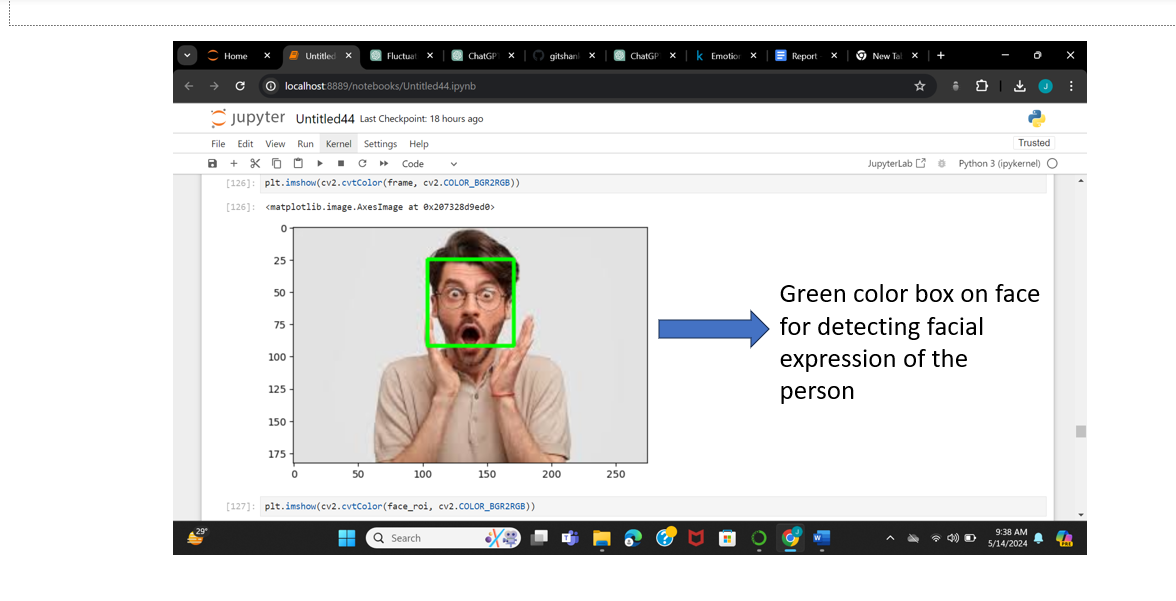 Home
Untitled
Fluctuat
ChatGP
gitshani
ChatGP
Emotion
Report -
New Tal
localhost:8889/notebooks/Untitled44.ipynb
J
jupyter Untitled44 Last Checkpoint: 18 hours ago
File Edit View Run Kernel Settings Help
Trusted
Code
JupyterLab
Python 3 (ipykernel)
[126]: plt.imshow(cv2.cvtColor(frame, cv2.COLOR_BGR2RGB))
[126]: <matplotlib.image.AxesImage at 0x207328d9ed0>
0
25
50
75
100
125
150
175
0 50 100 150 200 250
Green color box on face
for detecting facial
expression of the
person
[127]: plt.imshow(cv2.cvtColor(face_roi, cv2.COLOR_BGR2RGB))
29°
Search
9:38 AM
5/14/2024